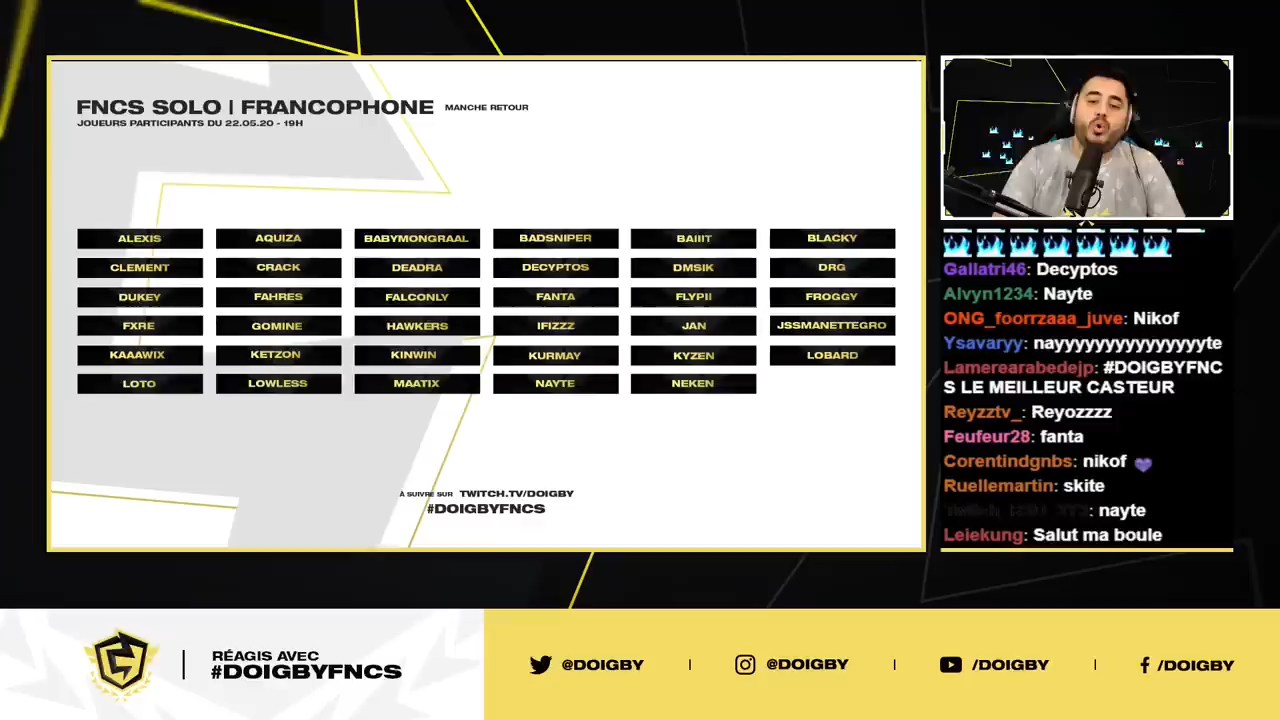 FNCS SOLO | FRANCOPHONE MANCHE RETOUR
JOUEURS PARTICIPANTS DU 22.05.20 - 19H
ALEXIS AQUIZA BABYMONGRAAL BADSNIPER BAIIIT BLACKY
CLEMENT CRACK DEADRA DECYPTOS DMSIK DRG
DUKEY FAHRES FALCONLY FANTA FLYPII FROGGY
FXRE GOMINE HAWKERS IFIZZZ JAN JSSMANETTEGRO
KAAAWIX KETZON KINWIN KURMAY KYZEN LOBARD
LOTO LOWLESS MAATIX NAYTE NEKEN
À SUIVRE SUR TWITCH.TV/DOIGBY
#DOIGBYFNCS
Gallatri46: Decyptos
Alvyn1234: Nayte
ONG_foorrzaaa_juve: Nikof
Ysavaryy: nayyyyyyyyyyyyyyyte
Lamerearabedejp: #DOIGBYFNC
S LE MEILLEUR CASTEUR
Reyzztv_: Reyozzzz
Feufeur28: fanta
Corentindgnbs: nikof
Ruellemartin: skite
: nayte
Leiekung: Salut ma boule
RÉAGIS AVEC
#DOIGBYFNCS
@DOIGBY | @DOIGBY | /DOIGBY | /DOIGBY